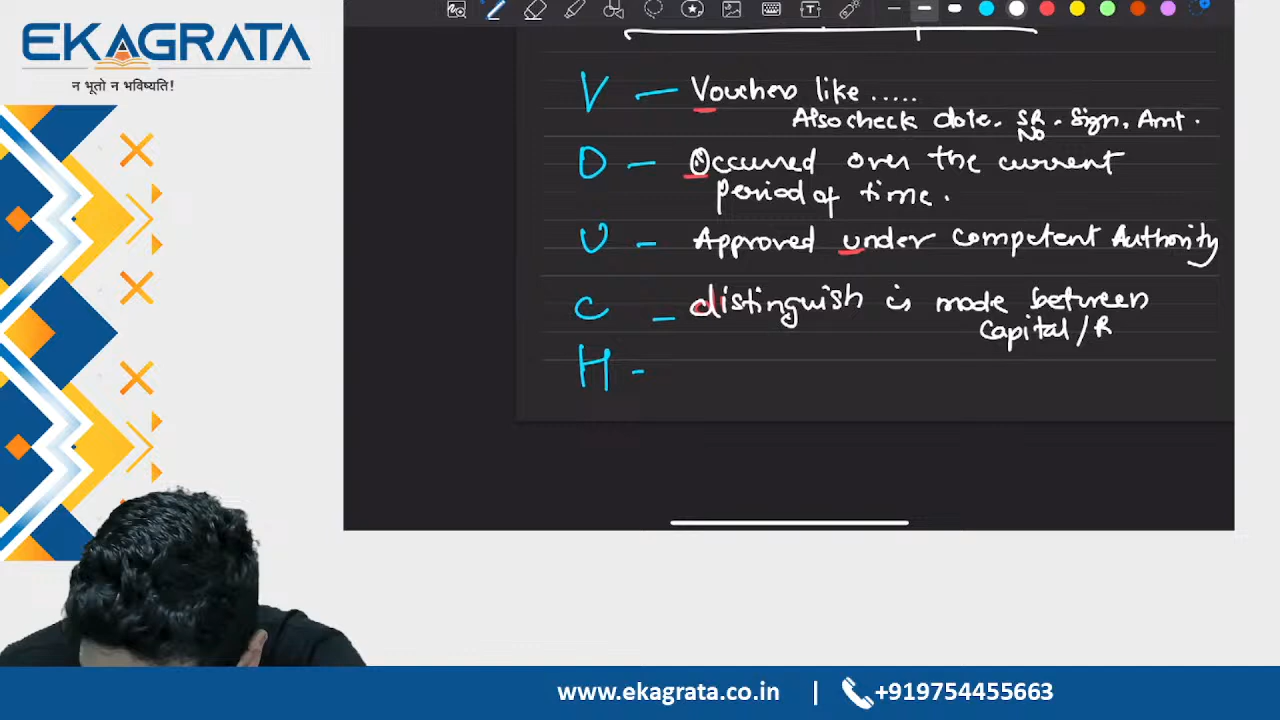 EKAGRATA
न भूतो न भविष्यति!
V — Vouchers like .....
Also check date. SR No. Sign. Amt.
O — Occurred over the current
period of time.
U — Approved under competent Authority
C — distinguish is made between
Capital / R
H -
www.ekagrata.co.in | +919754455663